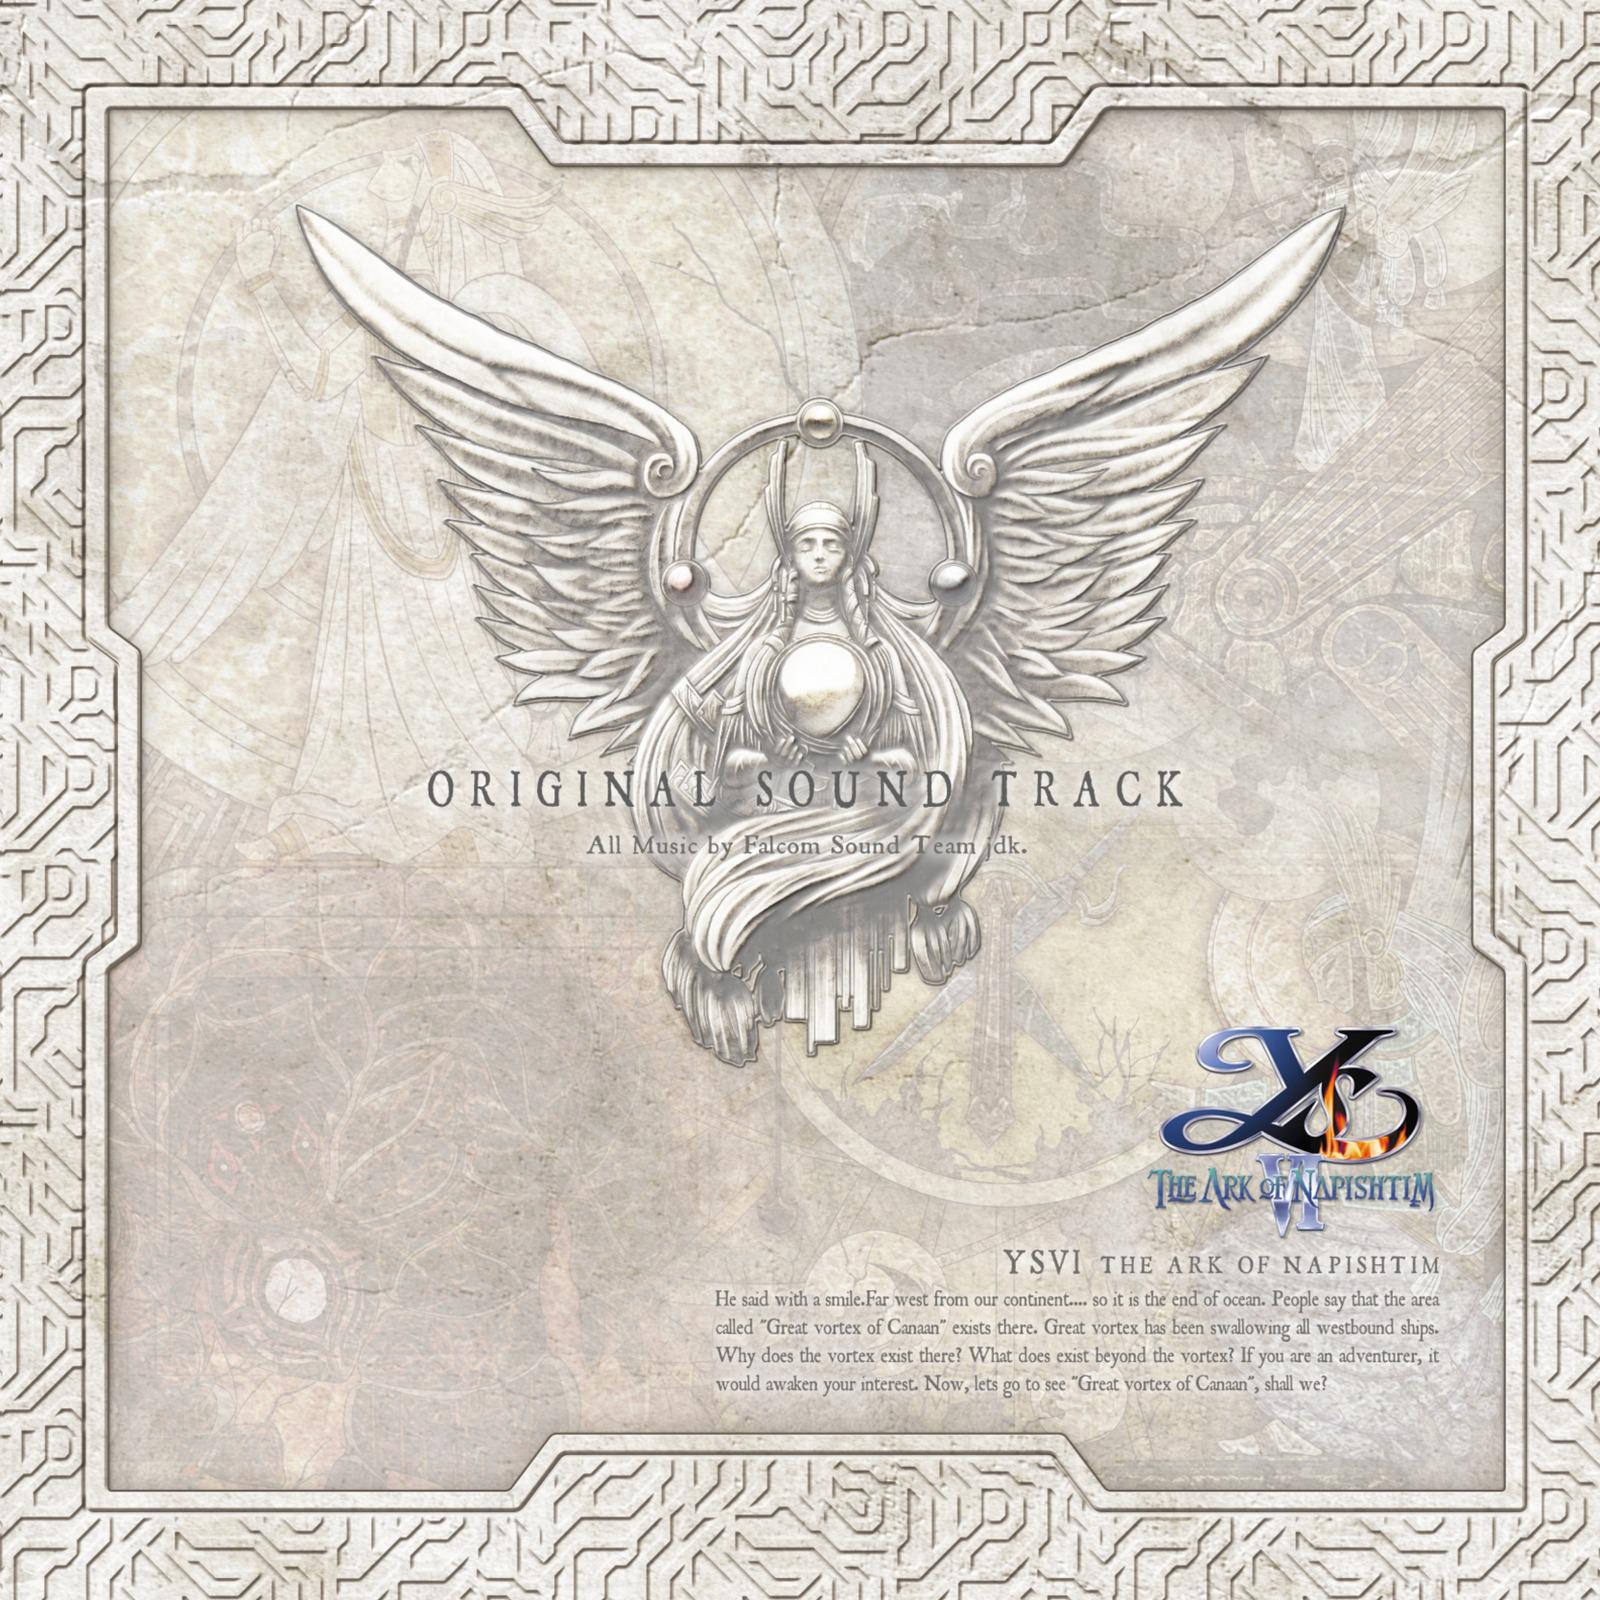 ORIGINAL SOUND TRACK
All Music by Falcom Sound Team jdk.
Ys
VI
THE ARK OF NAPISHTIM
YSVI THE ARK OF NAPISHTIM
He said with a smile.Far west from our continent.... so it is the end of ocean. People say that the area
called "Great vortex of Canaan" exists there. Great vortex has been swallowing all westbound ships.
Why does the vortex exist there? What does exist beyond the vortex? If you are an adventurer, it
would awaken your interest. Now, lets go to see "Great vortex of Canaan", shall we?